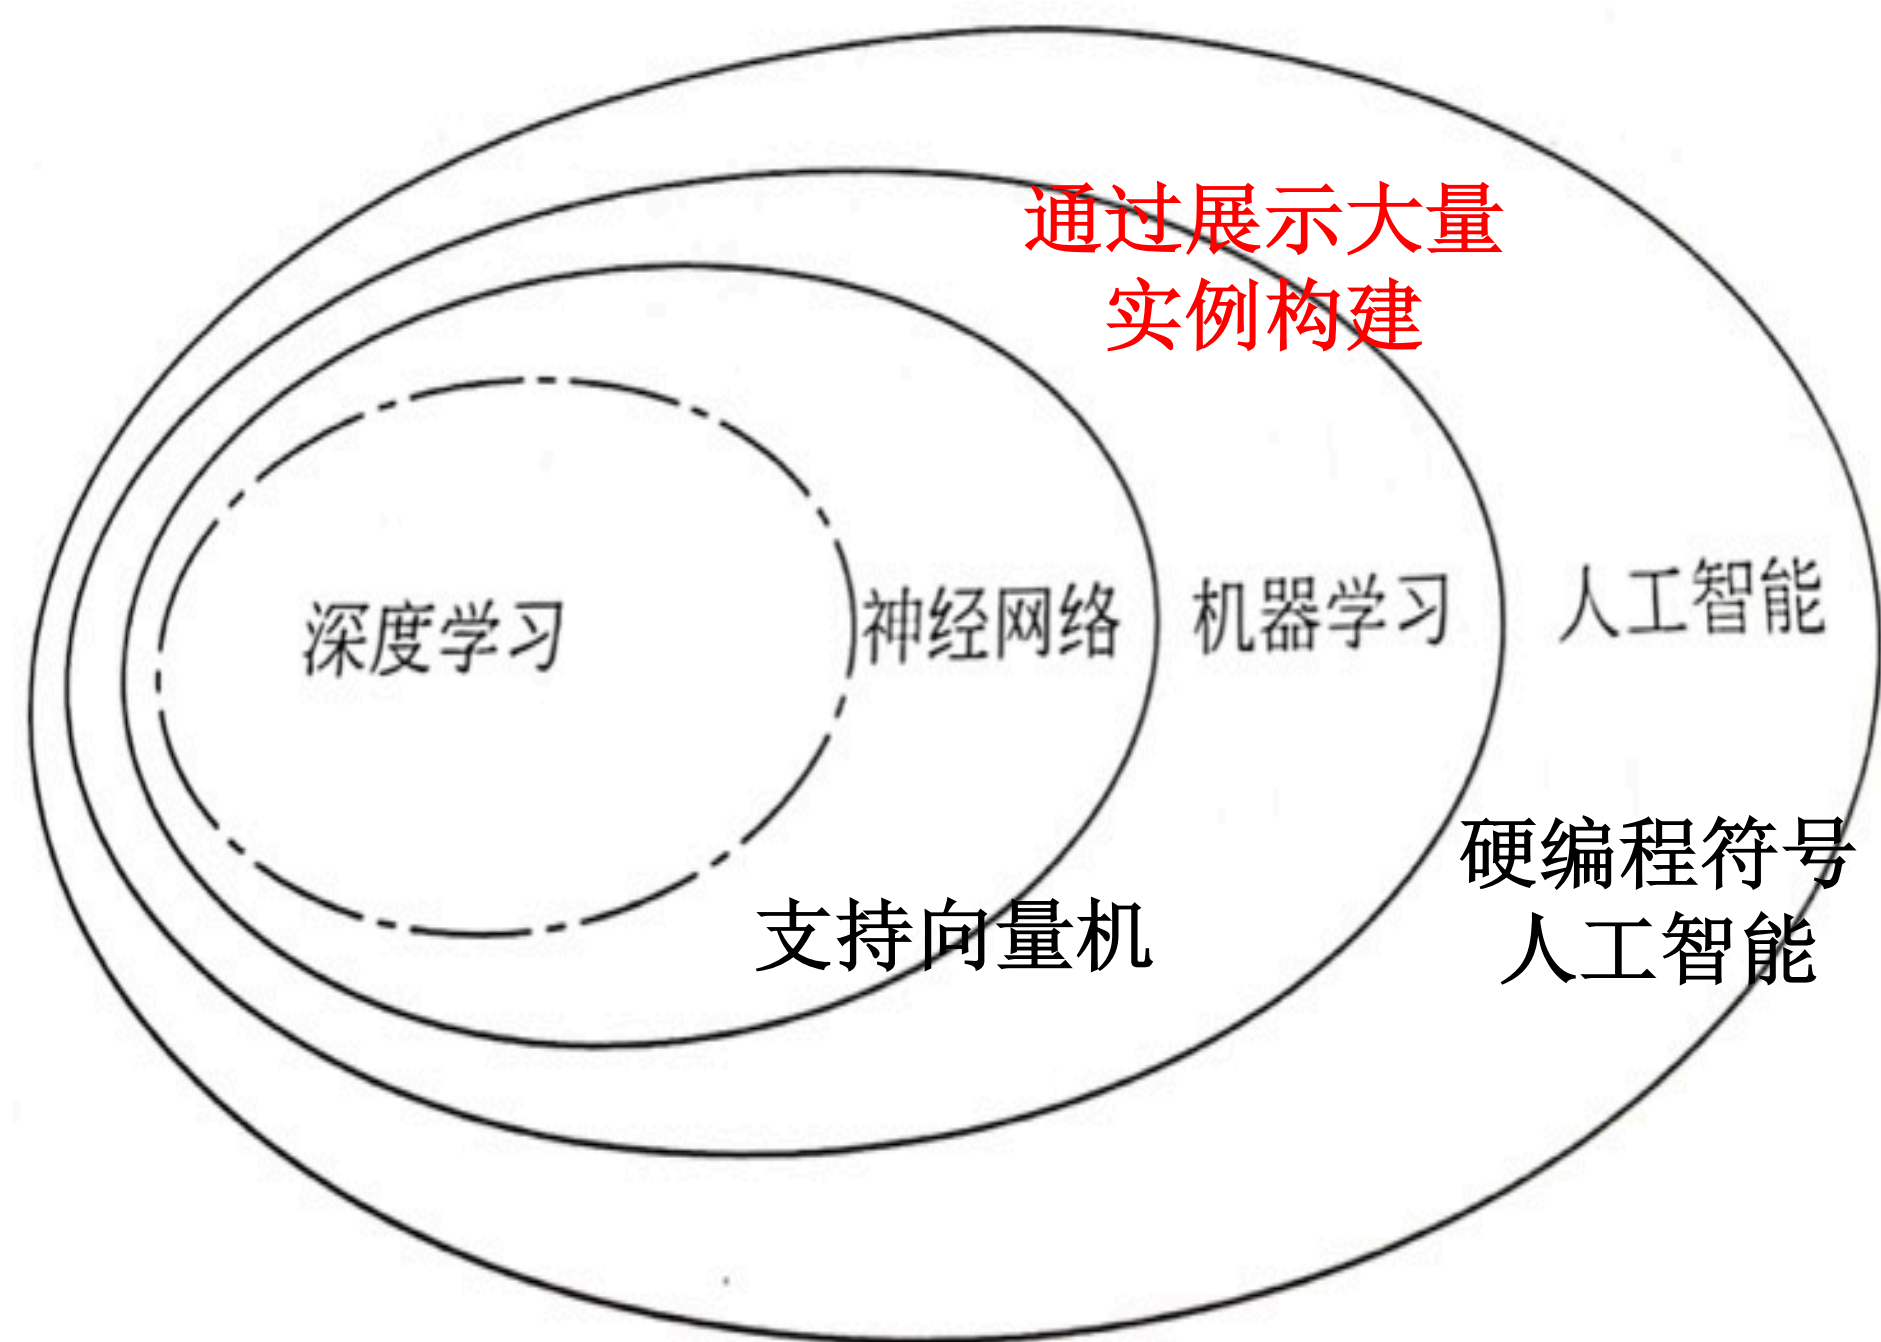 通过展示大量
实例构建
深度学习
神经网络
机器学习
人工智能
硬编程符号
人工智能
支持向量机